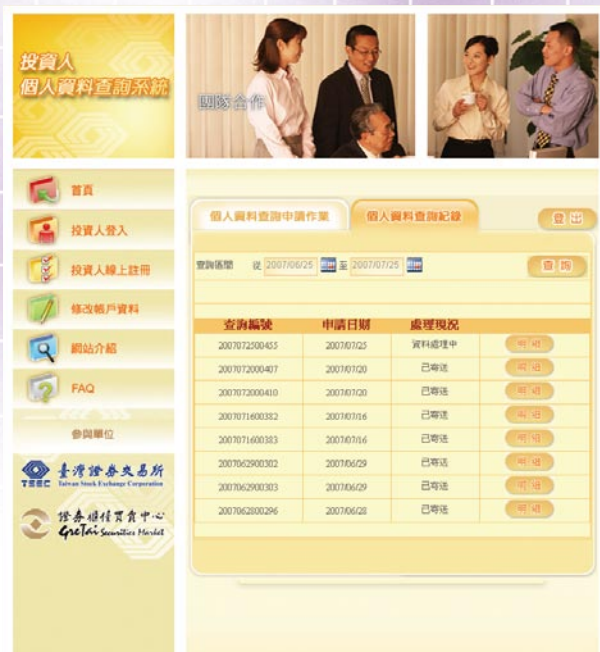 投資人
個人資料查詢系統
團隊合作
首頁
投資人登入
投資人線上註冊
修改帳戶資料
網站介紹
FAQ
參與單位
TSEC
臺灣證券交易所
Taiwan Stock Exchange Corporation
證券櫃檯買賣中心
GreTai Securities Market
個人資料查詢申請作業 個人資料查詢紀錄 登出
查詢區間 從 2007/06/25 至 2007/07/25 查詢
查詢編號 申請日期 處理現況
2007072500455 2007/07/25 資料處理中 明細
2007072000407 2007/07/20 已寄送 明細
2007072000410 2007/07/20 已寄送 明細
2007071600382 2007/07/16 已寄送 明細
2007071600383 2007/07/16 已寄送 明細
2007062900302 2007/06/29 已寄送 明細
2007062900303 2007/06/29 已寄送 明細
2007062800296 2007/06/28 已寄送 明細